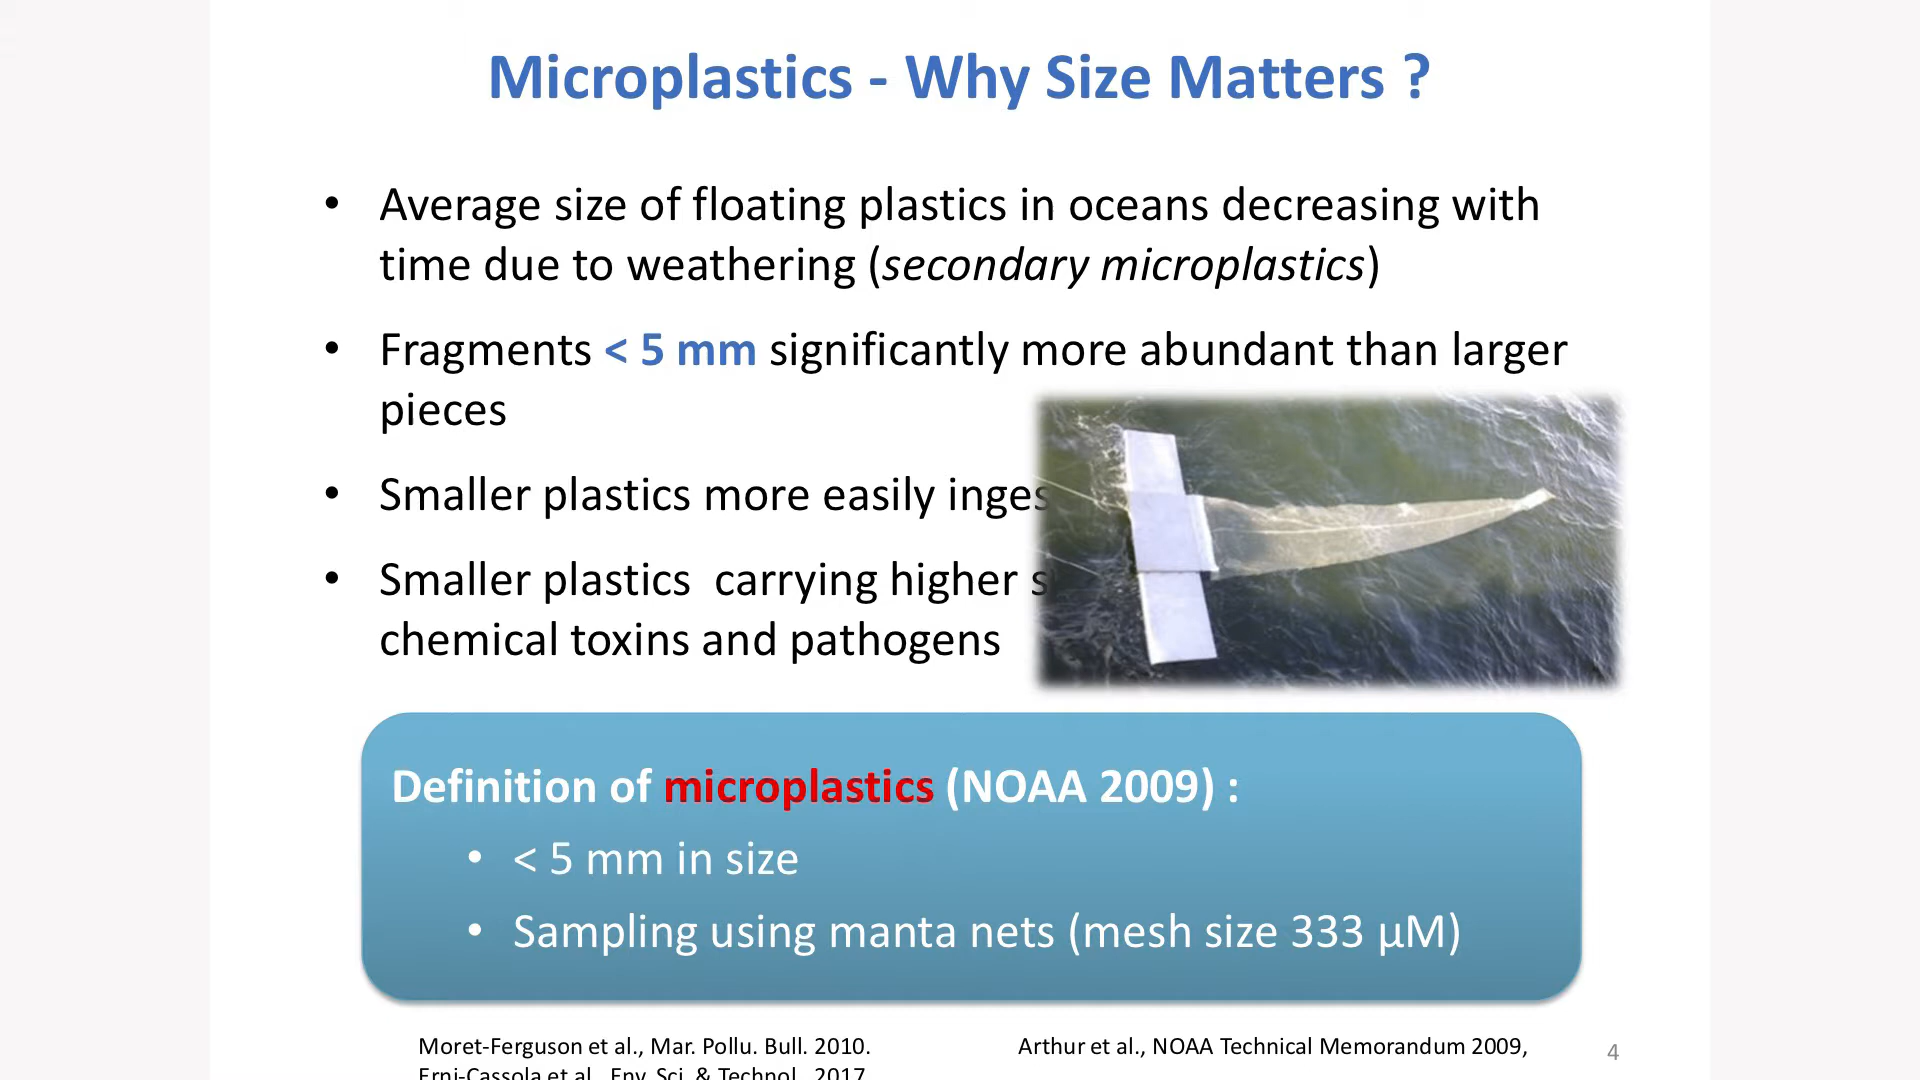 Microplastics - Why Size Matters ?
• Average size of floating plastics in oceans decreasing with
time due to weathering (secondary microplastics)
• Fragments < 5 mm significantly more abundant than larger
pieces
• Smaller plastics more easily
• Smaller plastics carrying higher
chemical toxins and pathogens
Definition of microplastics (NOAA 2009) :
• < 5 mm in size
• Sampling using manta nets (mesh size 333 µM)
Moret-Ferguson et al., Mar. Pollu. Bull. 2010.
Erni-Cassola et al., Env. Sci. & Technol., 2017
Arthur et al., NOAA Technical Memorandum 2009,
4